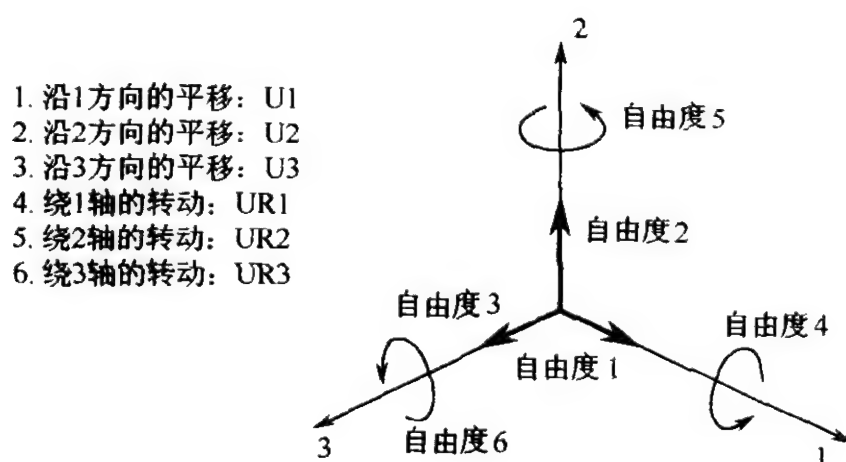 1. 沿1方向的平移：U1
2. 沿2方向的平移：U2
3. 沿3方向的平移：U3
4. 绕1轴的转动：UR1
5. 绕2轴的转动：UR2
6. 绕3轴的转动：UR3
2
自由度5
自由度2
自由度3
自由度4
自由度1
3
自由度6
1